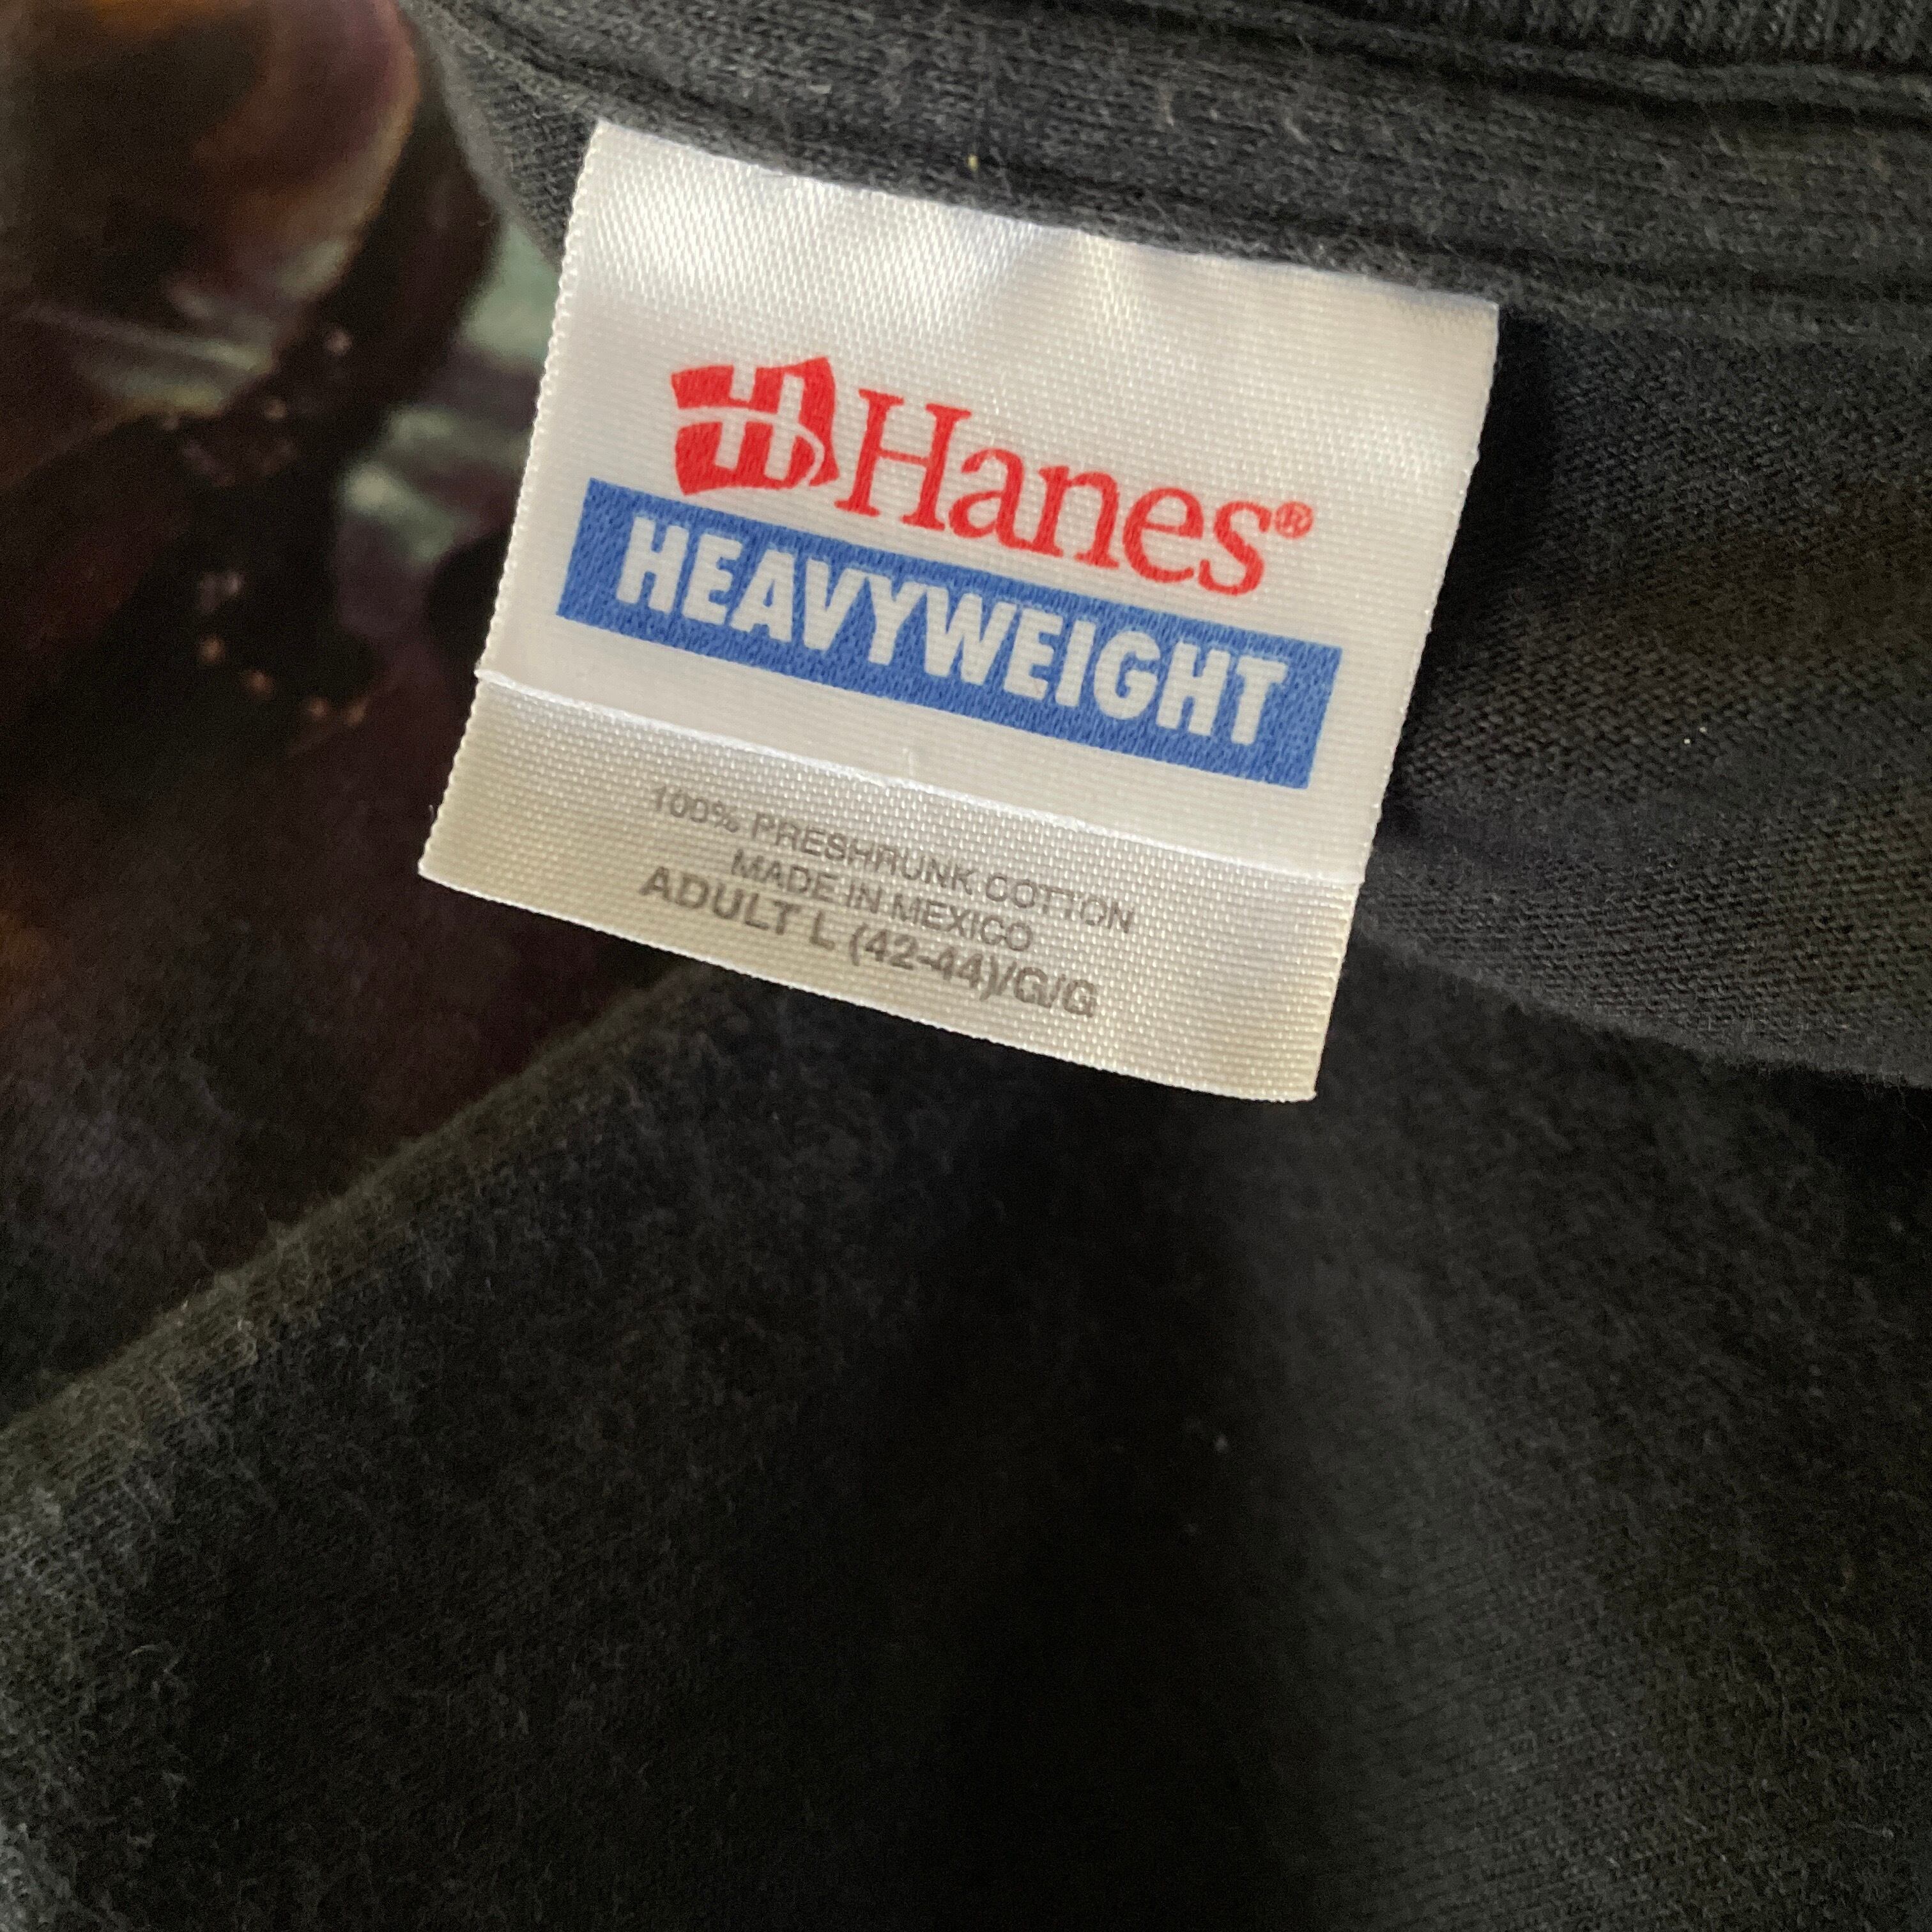 Hanes®
HEAVYWEIGHT
100% PRESHRUNK COTTON
MADE IN MEXICO
ADULT L (42-44)/G/G